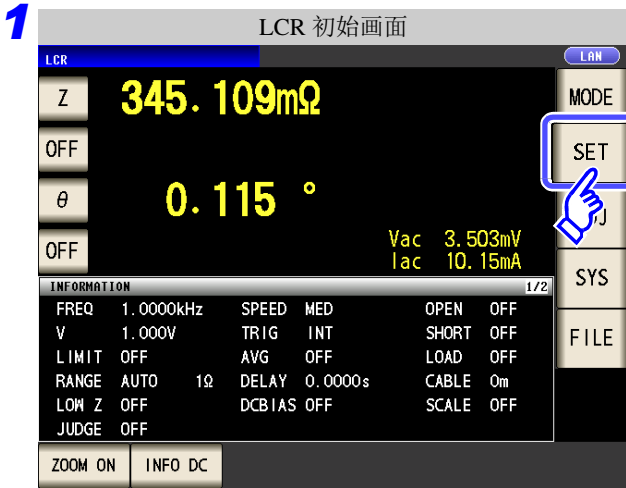 1
LCR 初始画面
LCR
LAN
Z
345.109mΩ
MODE
OFF
SET
θ
0.115 °
OFF
Vac 3.503mV
Iac 10.15mA
SYS
INFORMATION 1/2
FREQ 1.0000kHz SPEED MED OPEN OFF
V 1.000V TRIG INT SHORT OFF
FILE
LIMIT OFF AVG OFF LOAD OFF
RANGE AUTO 1Ω DELAY 0.0000s CABLE 0m
LOW Z OFF DCBIAS OFF SCALE OFF
JUDGE OFF
ZOOM ON INFO DC